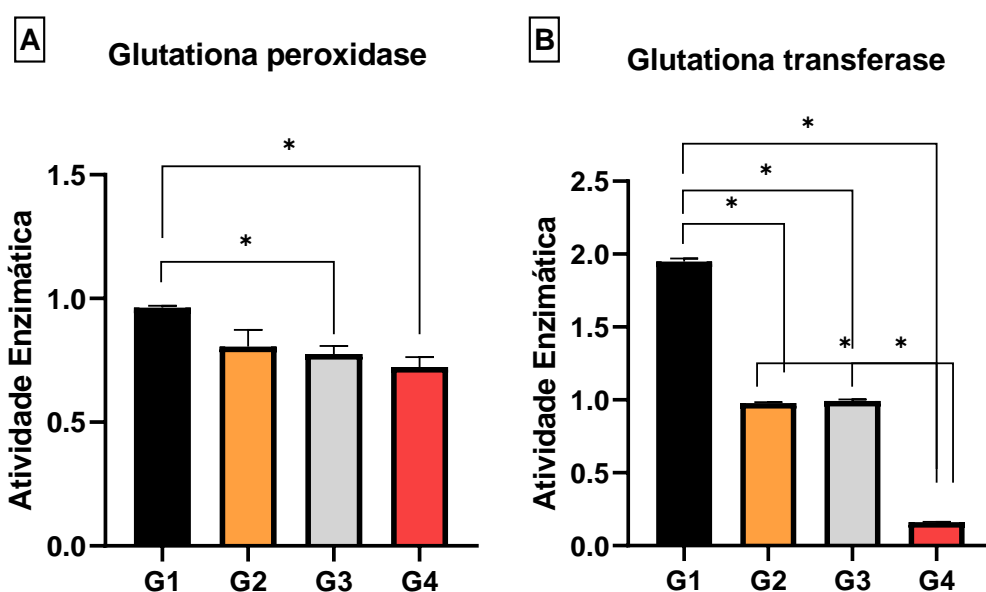 A
Glutationa peroxidase
Atividade Enzimática
1.5
1.0
0.5
0.0
*
*
G1 G2 G3 G4
B
Glutationa transferase
Atividade Enzimática
2.5
2.0
1.5
1.0
0.5
0.0
*
*
*
* *
G1 G2 G3 G4